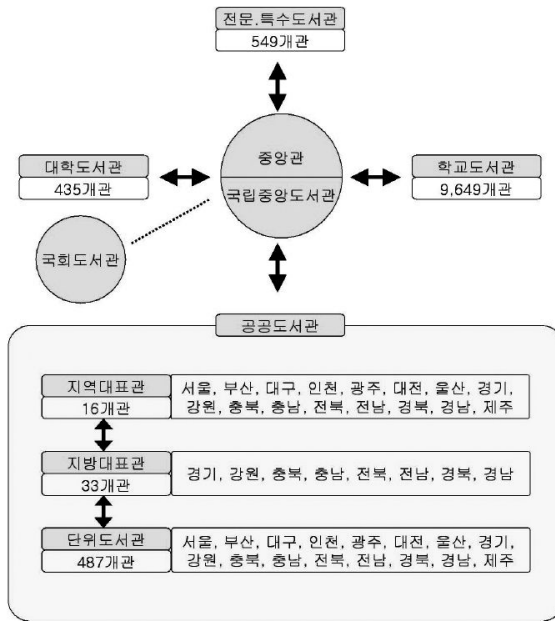 전문.특수도서관
549개관
중앙관
국립중앙도서관
대학도서관
435개관
학교도서관
9,649개관
국회도서관
공공도서관
지역대표관
16개관
서울, 부산, 대구, 인천, 광주, 대전, 울산, 경기,
강원, 충북, 충남, 전북, 전남, 경북, 경남, 제주
지방대표관
33개관
경기, 강원, 충북, 충남, 전북, 전남, 경북, 경남
단위도서관
487개관
서울, 부산, 대구, 인천, 광주, 대전, 울산, 경기,
강원, 충북, 충남, 전북, 전남, 경북, 경남, 제주